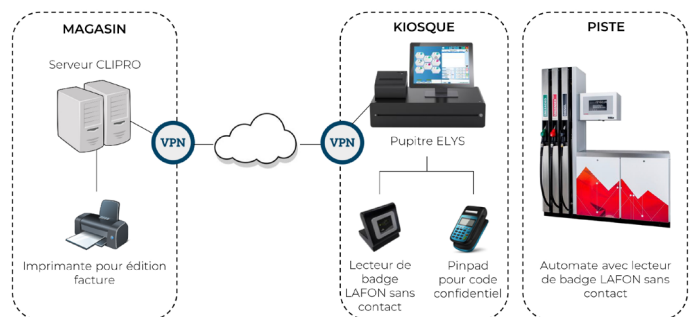 MAGASIN
Serveur CLIPRO
VPN
Imprimante pour édition
facture
KIOSQUE
VPN
Pupitre ELYS
Lecteur de
badge
LAFON sans
contact
Pinpad
pour code
confidentiel
PISTE
Automate avec lecteur
de badge LAFON sans
contact